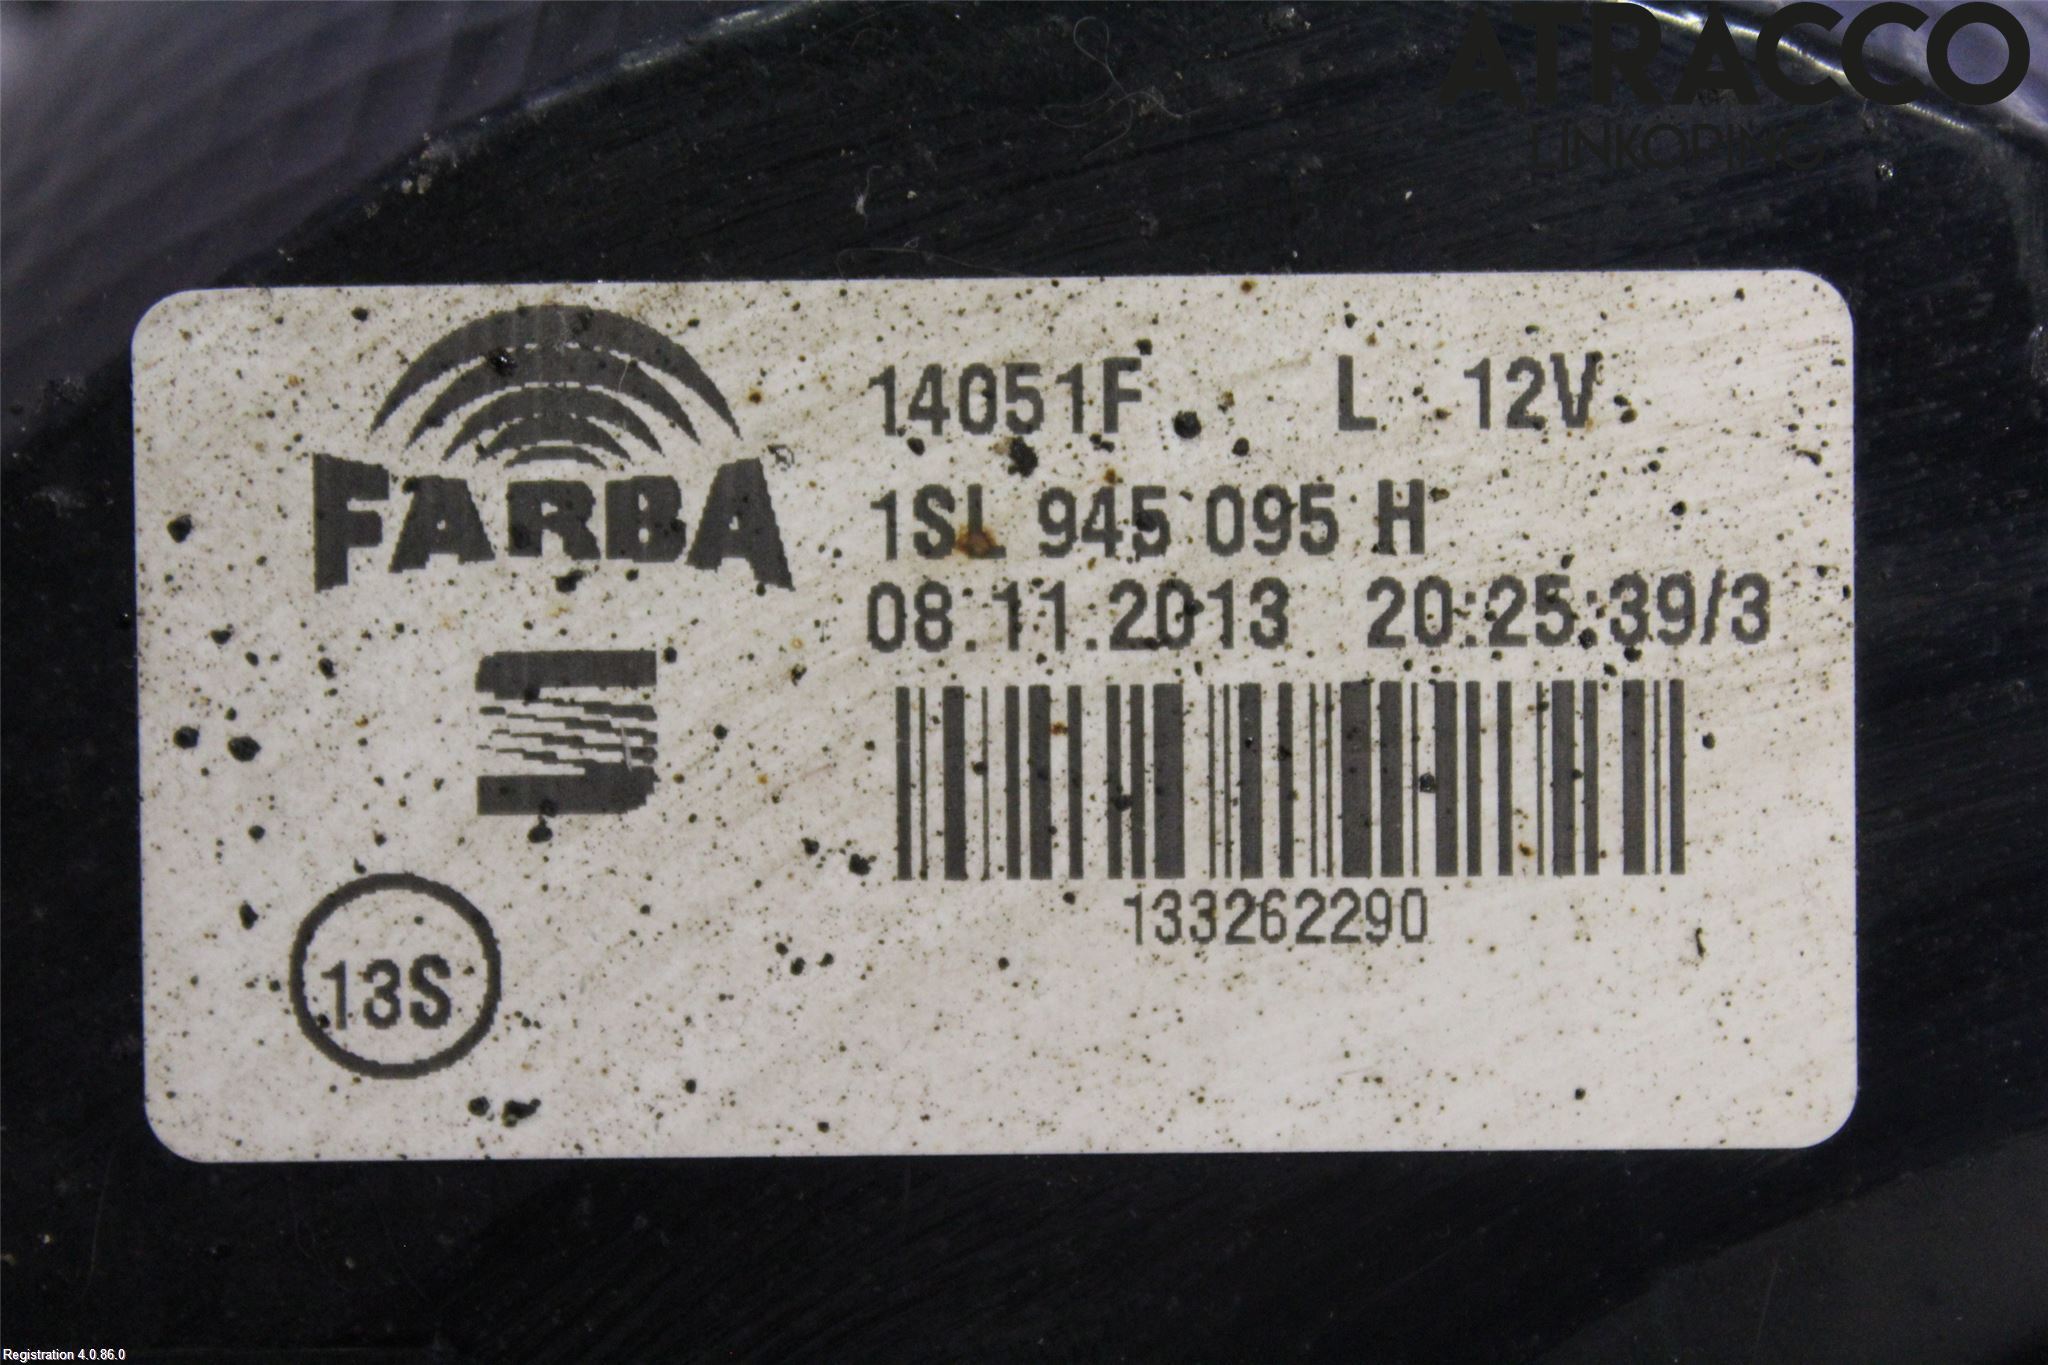 ATRACCO
LINKÖPING
FARBA®
14051F L 12V
1SL 945 095 H
08.11.2013 20:25:39/3
133262290
13S
Registration 4.0.86.0